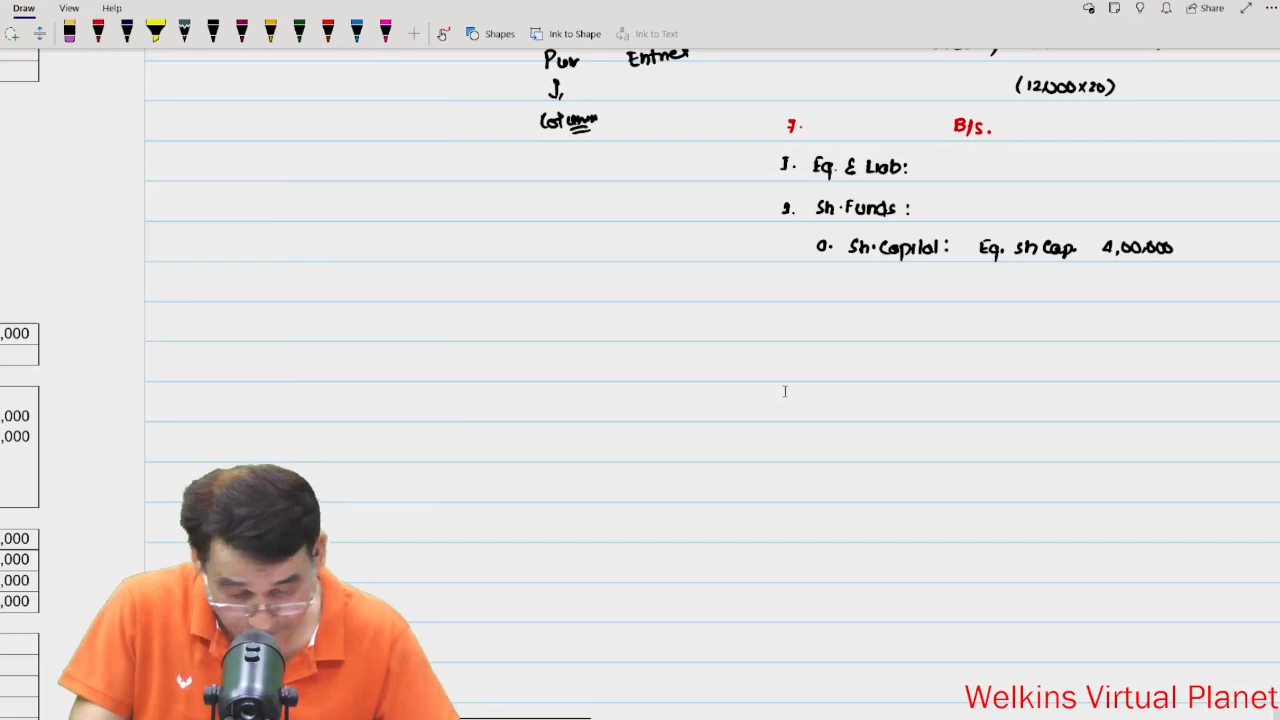 Draw View Help
Shapes Ink to Shape Ink to Text Share
Pur Entries
(12,000x20)
Column
7. B/S.
I. Eq. & Liab:
1. Sh. Funds :
a. Sh. Capital: Eq. sh Cap. 4,00,000
,000
,000
,000
,000
,000
,000
,000
Welkins Virtual Planet